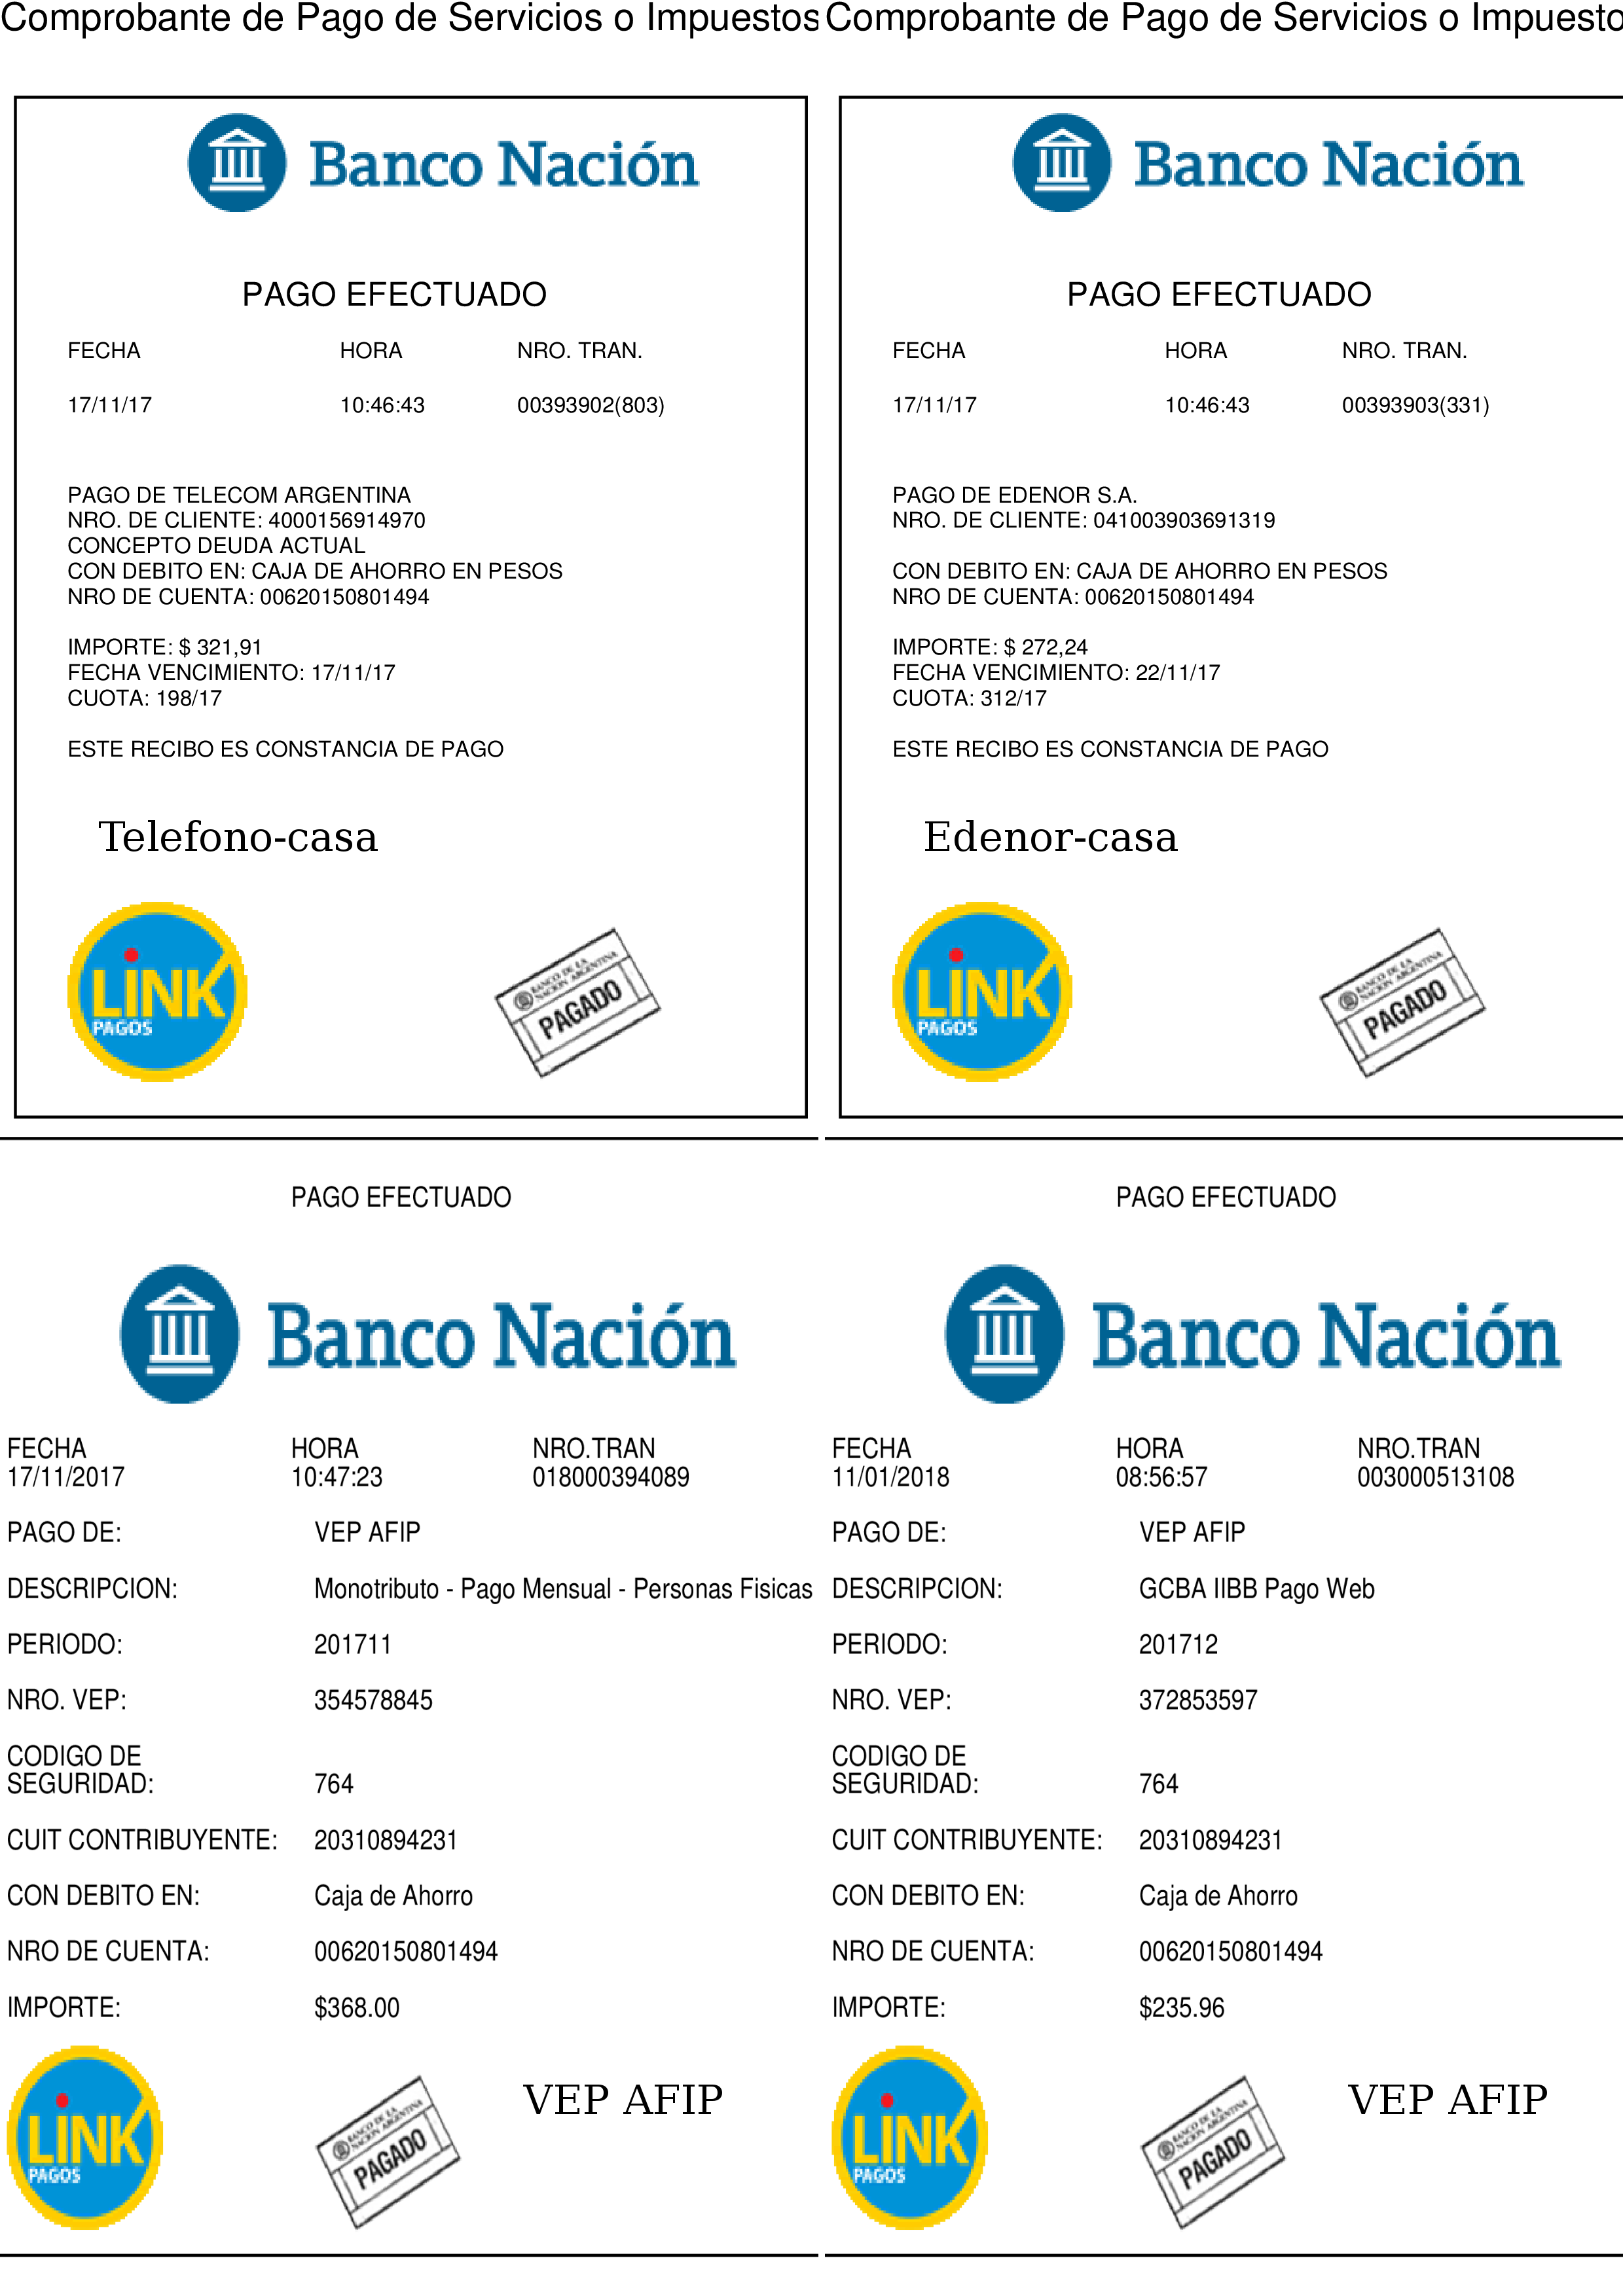 Comprobante de Pago de Servicios o Impuestos
Banco Nación
PAGO EFECTUADO
FECHA HORA NRO. TRAN.
17/11/17 10:46:43 00393902(803)
PAGO DE TELECOM ARGENTINA
NRO. DE CLIENTE: 4000156914970
CONCEPTO DEUDA ACTUAL
CON DEBITO EN: CAJA DE AHORRO EN PESOS
NRO DE CUENTA: 00620150801494
IMPORTE: $ 321,91
FECHA VENCIMIENTO: 17/11/17
CUOTA: 198/17
ESTE RECIBO ES CONSTANCIA DE PAGO
Telefono-casa
LINK
PAGOS
BANCO DE LA
NACION ARGENTINA
PAGADO
Comprobante de Pago de Servicios o Impuesto
Banco Nación
PAGO EFECTUADO
FECHA HORA NRO. TRAN.
17/11/17 10:46:43 00393903(331)
PAGO DE EDENOR S.A.
NRO. DE CLIENTE: 041003903691319
CON DEBITO EN: CAJA DE AHORRO EN PESOS
NRO DE CUENTA: 00620150801494
IMPORTE: $ 272,24
FECHA VENCIMIENTO: 22/11/17
CUOTA: 312/17
ESTE RECIBO ES CONSTANCIA DE PAGO
Edenor-casa
LINK
PAGOS
BANCO DE LA
NACION ARGENTINA
PAGADO
PAGO EFECTUADO
Banco Nación
FECHA HORA NRO.TRAN
17/11/2017 10:47:23 018000394089
PAGO DE: VEP AFIP
DESCRIPCION: Monotributo - Pago Mensual - Personas Fisicas
PERIODO: 201711
NRO. VEP: 354578845
CODIGO DE
SEGURIDAD: 764
CUIT CONTRIBUYENTE: 20310894231
CON DEBITO EN: Caja de Ahorro
NRO DE CUENTA: 00620150801494
IMPORTE: $368.00
LINK
PAGOS
BANCO DE LA
NACION ARGENTINA
PAGADO
VEP AFIP
PAGO EFECTUADO
Banco Nación
FECHA HORA NRO.TRAN
11/01/2018 08:56:57 003000513108
PAGO DE: VEP AFIP
DESCRIPCION: GCBA IIBB Pago Web
PERIODO: 201712
NRO. VEP: 372853597
CODIGO DE
SEGURIDAD: 764
CUIT CONTRIBUYENTE: 20310894231
CON DEBITO EN: Caja de Ahorro
NRO DE CUENTA: 00620150801494
IMPORTE: $235.96
LINK
PAGOS
BANCO DE LA
NACION ARGENTINA
PAGADO
VEP AFIP